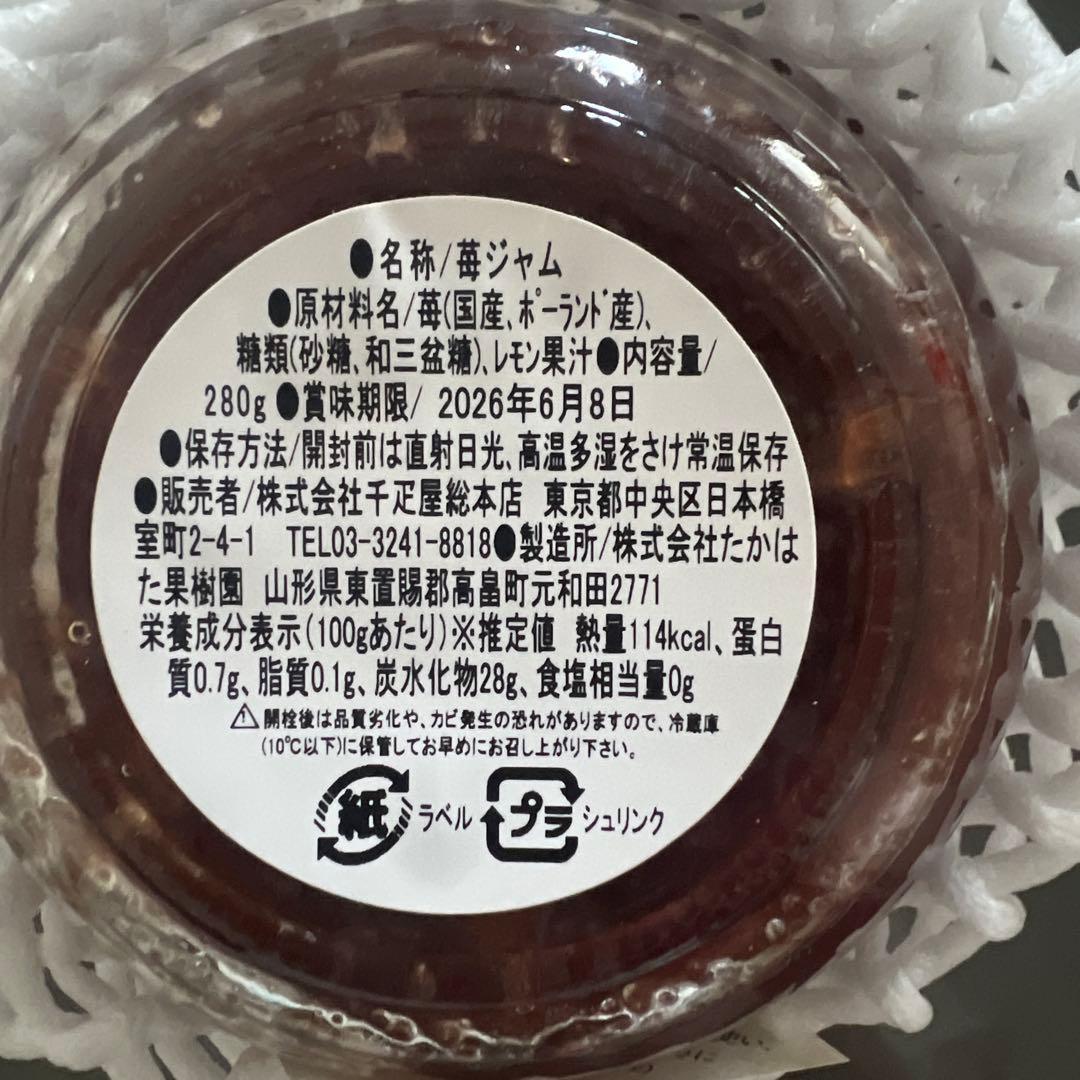 ●名称/苺ジャム
●原材料名/苺(国産、ポーランド産)、
糖類(砂糖、和三盆糖)、レモン果汁●内容量/
280g ●賞味期限/ 2026年6月8日
●保存方法/開封前は直射日光、高温多湿をさけ常温保存
●販売者/株式会社千疋屋総本店 東京都中央区日本橋
室町2-4-1 TEL03-3241-8818●製造所/株式会社たかは
た果樹園 山形県東置賜郡高畠町元和田2771
栄養成分表示(100gあたり)※推定値 熱量114kcal、蛋白
質0.7g、脂質0.1g、炭水化物28g、食塩相当量0g
⚠開栓後は品質劣化や、カビ発生の恐れがありますので、冷蔵庫
(10℃以下)に保管してお早めにお召し上がり下さい。
紙 ラベル プラ シュリンク